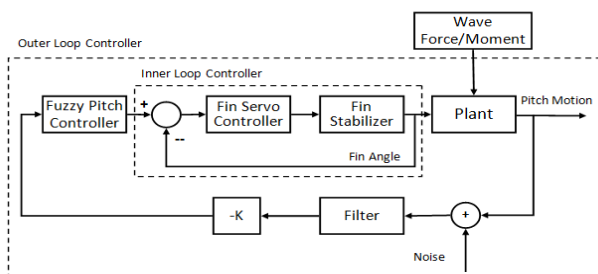 Wave
Force/Moment
Outer Loop Controller
Inner Loop Controller
Fuzzy Pitch
Controller
+
--
Fin Servo
Controller
Fin
Stabilizer
Plant
Pitch Motion
Fin Angle
-K
Filter
+
Noise